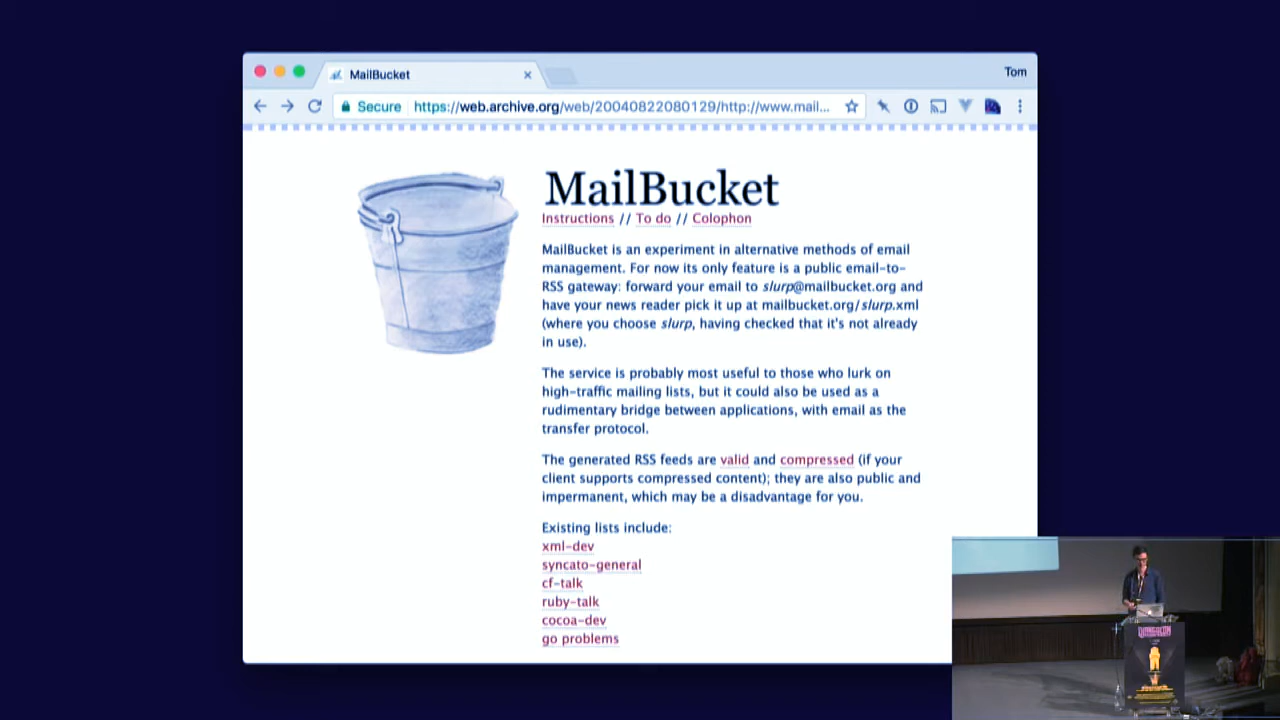 MailBucket
Tom
Secure
https://web.archive.org/web/20040822080129/http://www.mail...
MailBucket
Instructions // To do // Colophon
MailBucket is an experiment in alternative methods of email
management. For now its only feature is a public email-to-
RSS gateway: forward your email to slurp@mailbucket.org and
have your news reader pick it up at mailbucket.org/slurp.xml
(where you choose slurp, having checked that it's not already
in use).
The service is probably most useful to those who lurk on
high-traffic mailing lists, but it could also be used as a
rudimentary bridge between applications, with email as the
transfer protocol.
The generated RSS feeds are valid and compressed (if your
client supports compressed content); they are also public and
impermanent, which may be a disadvantage for you.
Existing lists include:
xml-dev
syncato-general
cf-talk
ruby-talk
cocoa-dev
go problems